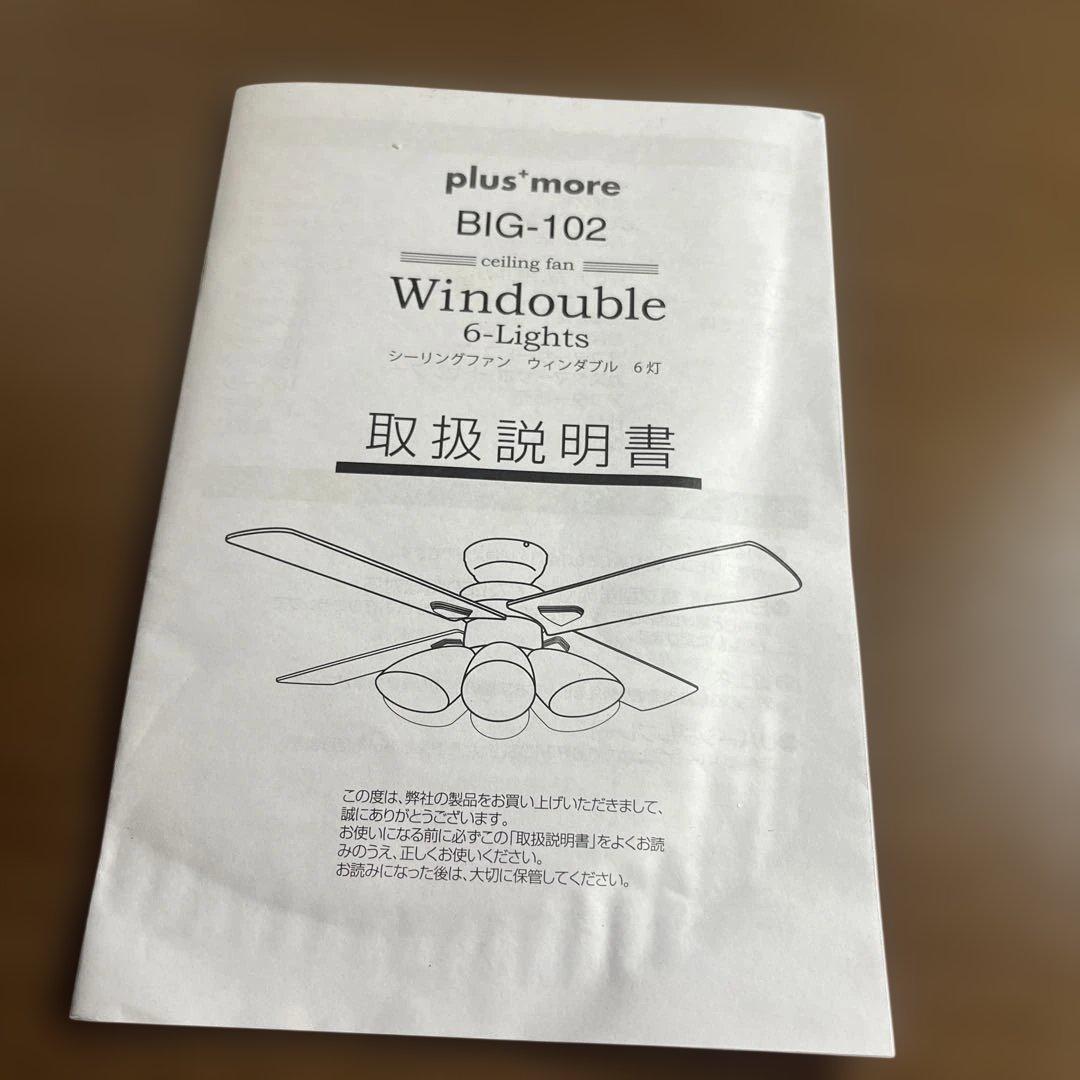 plus+more
BIG-102
ceiling fan
Windouble
6-Lights
シーリングファン ウィンダブル 6灯
取扱説明書
この度は、弊社の製品をお買い上げいただきまして、
誠にありがとうございます。
お使いになる前に必ずこの「取扱説明書」をよくお読
みのうえ、正しくお使いください。
お読みになった後は、大切に保管してください。